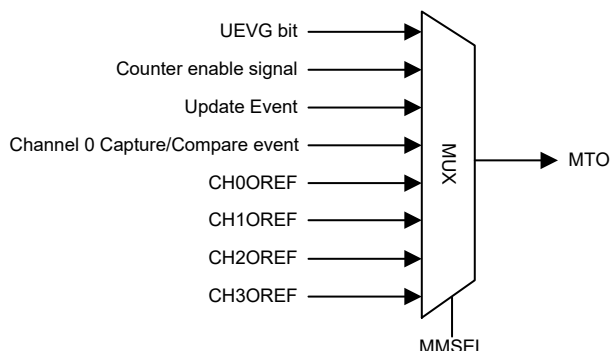 UEVG bit
Counter enable signal
Update Event
Channel 0 Capture/Compare event
CH0OREF
CH1OREF
CH2OREF
CH3OREF
MUX
MTO
MMSEL